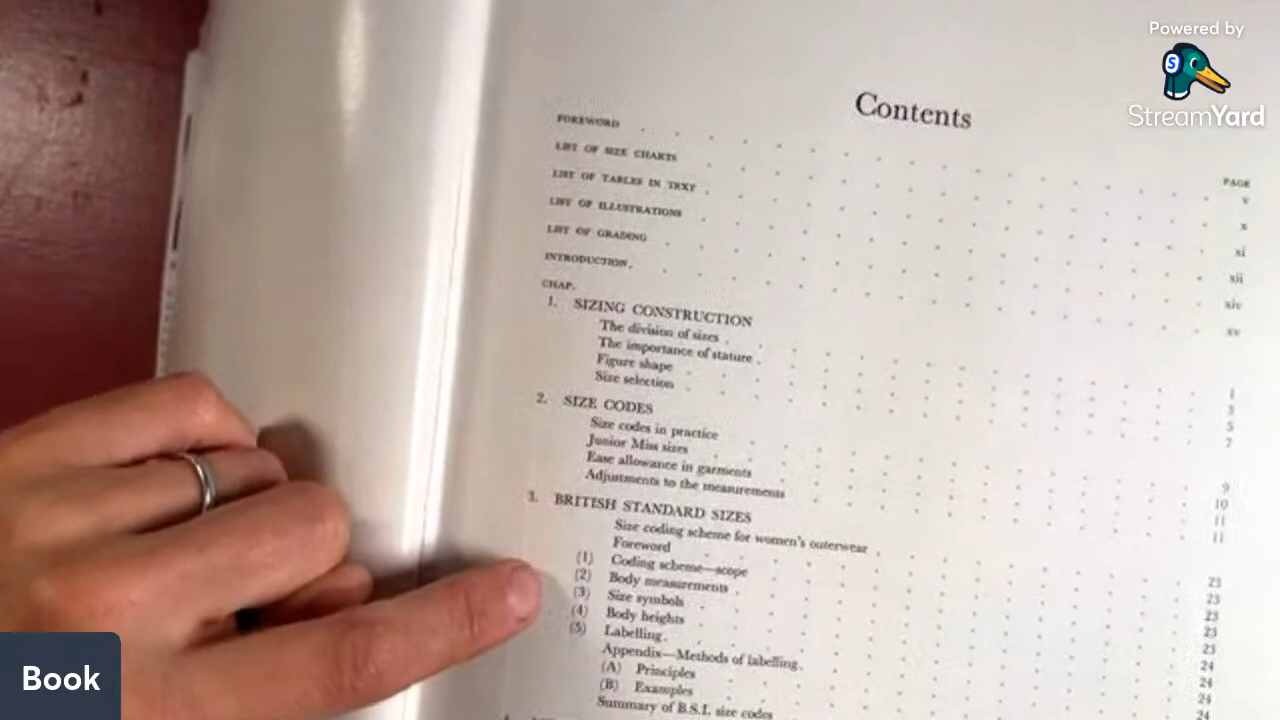 Powered by
StreamYard
Contents
PAGE
FOREWORD v
LIST OF SIZE CHARTS x
LIST OF TABLES IN TEXT xi
LIST OF ILLUSTRATIONS xii
LIST OF GRADING xiv
INTRODUCTION xv
CHAP.
1. SIZING CONSTRUCTION
The division of sizes 1
The importance of stature 3
Figure shape 5
Size selection 7
2. SIZE CODES
Size codes in practice 9
Junior Miss sizes 10
Ease allowance in garments 11
Adjustments to the measurements 11
3. BRITISH STANDARD SIZES
Size coding scheme for women's outerwear 23
Foreword 23
(1) Coding scheme—scope 23
(2) Body measurements 23
(3) Size symbols 23
(4) Body heights 24
(5) Labelling 24
Appendix—Methods of labelling 24
(A) Principles 24
(B) Examples
Summary of B.S.I. size codes
Book